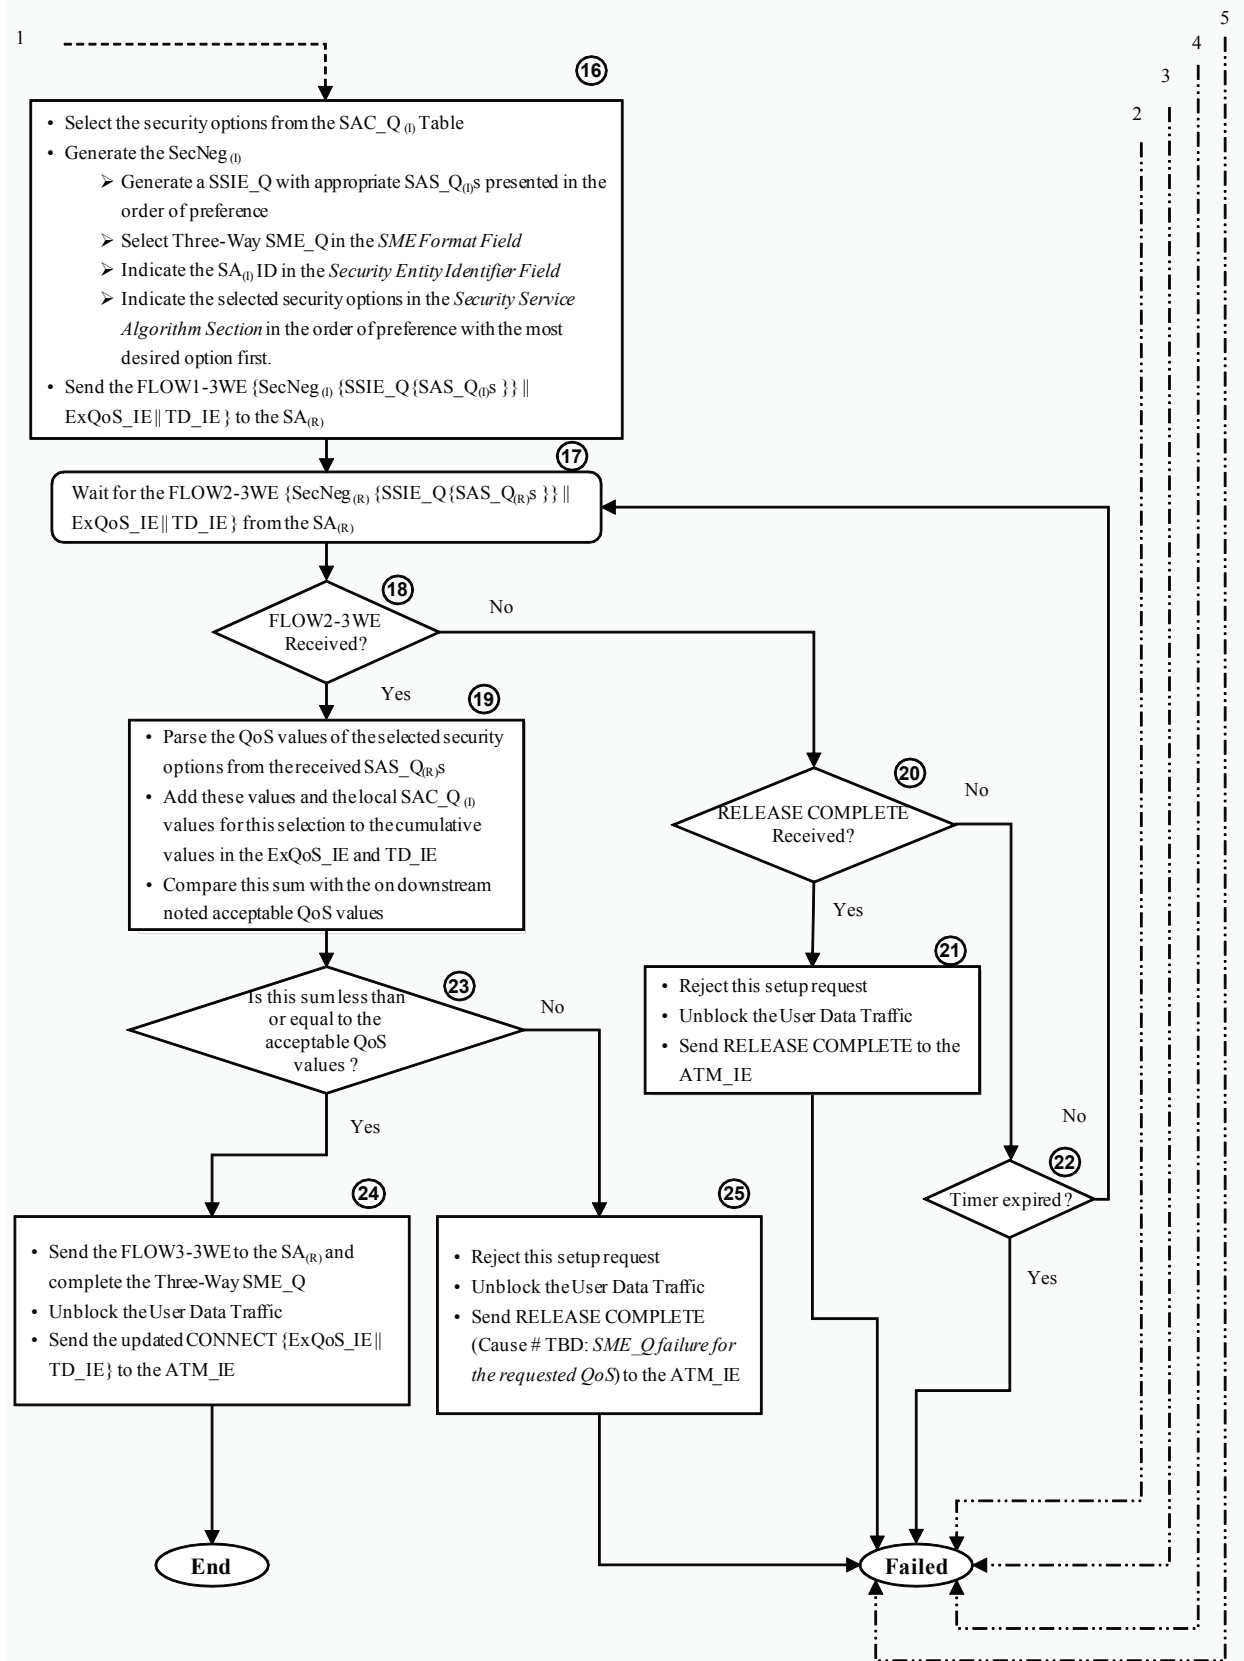 5
4
1
3
16
2
• Select the security options from the SAC_Q (I) Table
• Generate the SecNeg (I)
➢ Generate a SSIE_Q with appropriate SAS_Q(I)s presented in the
order of preference
➢ Select Three-Way SME_Q in the SME Format Field
➢ Indicate the SA(I) ID in the Security Entity Identifier Field
➢ Indicate the selected security options in the Security Service
Algorithm Section in the order of preference with the most
desired option first.
• Send the FLOW1-3WE {SecNeg(I) {SSIE_Q{SAS_Q(I)s }} ||
ExQoS_IE || TD_IE } to the SA(R)
17
Wait for the FLOW2-3WE {SecNeg(R) {SSIE_Q{SAS_Q(R)s }} ||
ExQoS_IE || TD_IE } from the SA(R)
18
FLOW2-3WE
Received?
No
Yes
19
• Parse the QoS values of the selected security
options from the received SAS_Q(R)s
• Add these values and the local SAC_Q (I)
values for this selection to the cumulative
values in the ExQoS_IE and TD_IE
• Compare this sum with the on downstream
noted acceptable QoS values
20
RELEASE COMPLETE
Received?
No
Yes
21
• Reject this setup request
• Unblock the User Data Traffic
• Send RELEASE COMPLETE to the
ATM_IE
23
Is this sum less than
or equal to the
acceptable QoS
values ?
No
Yes
22
Timer expired ?
No
Yes
24
• Send the FLOW3-3WE to the SA(R) and
complete the Three-Way SME_Q
• Unblock the User Data Traffic
• Send the updated CONNECT {ExQoS_IE ||
TD_IE} to the ATM_IE
25
• Reject this setup request
• Unblock the User Data Traffic
• Send RELEASE COMPLETE
(Cause # TBD: SME_Q failure for
the requested QoS) to the ATM_IE
End
Failed